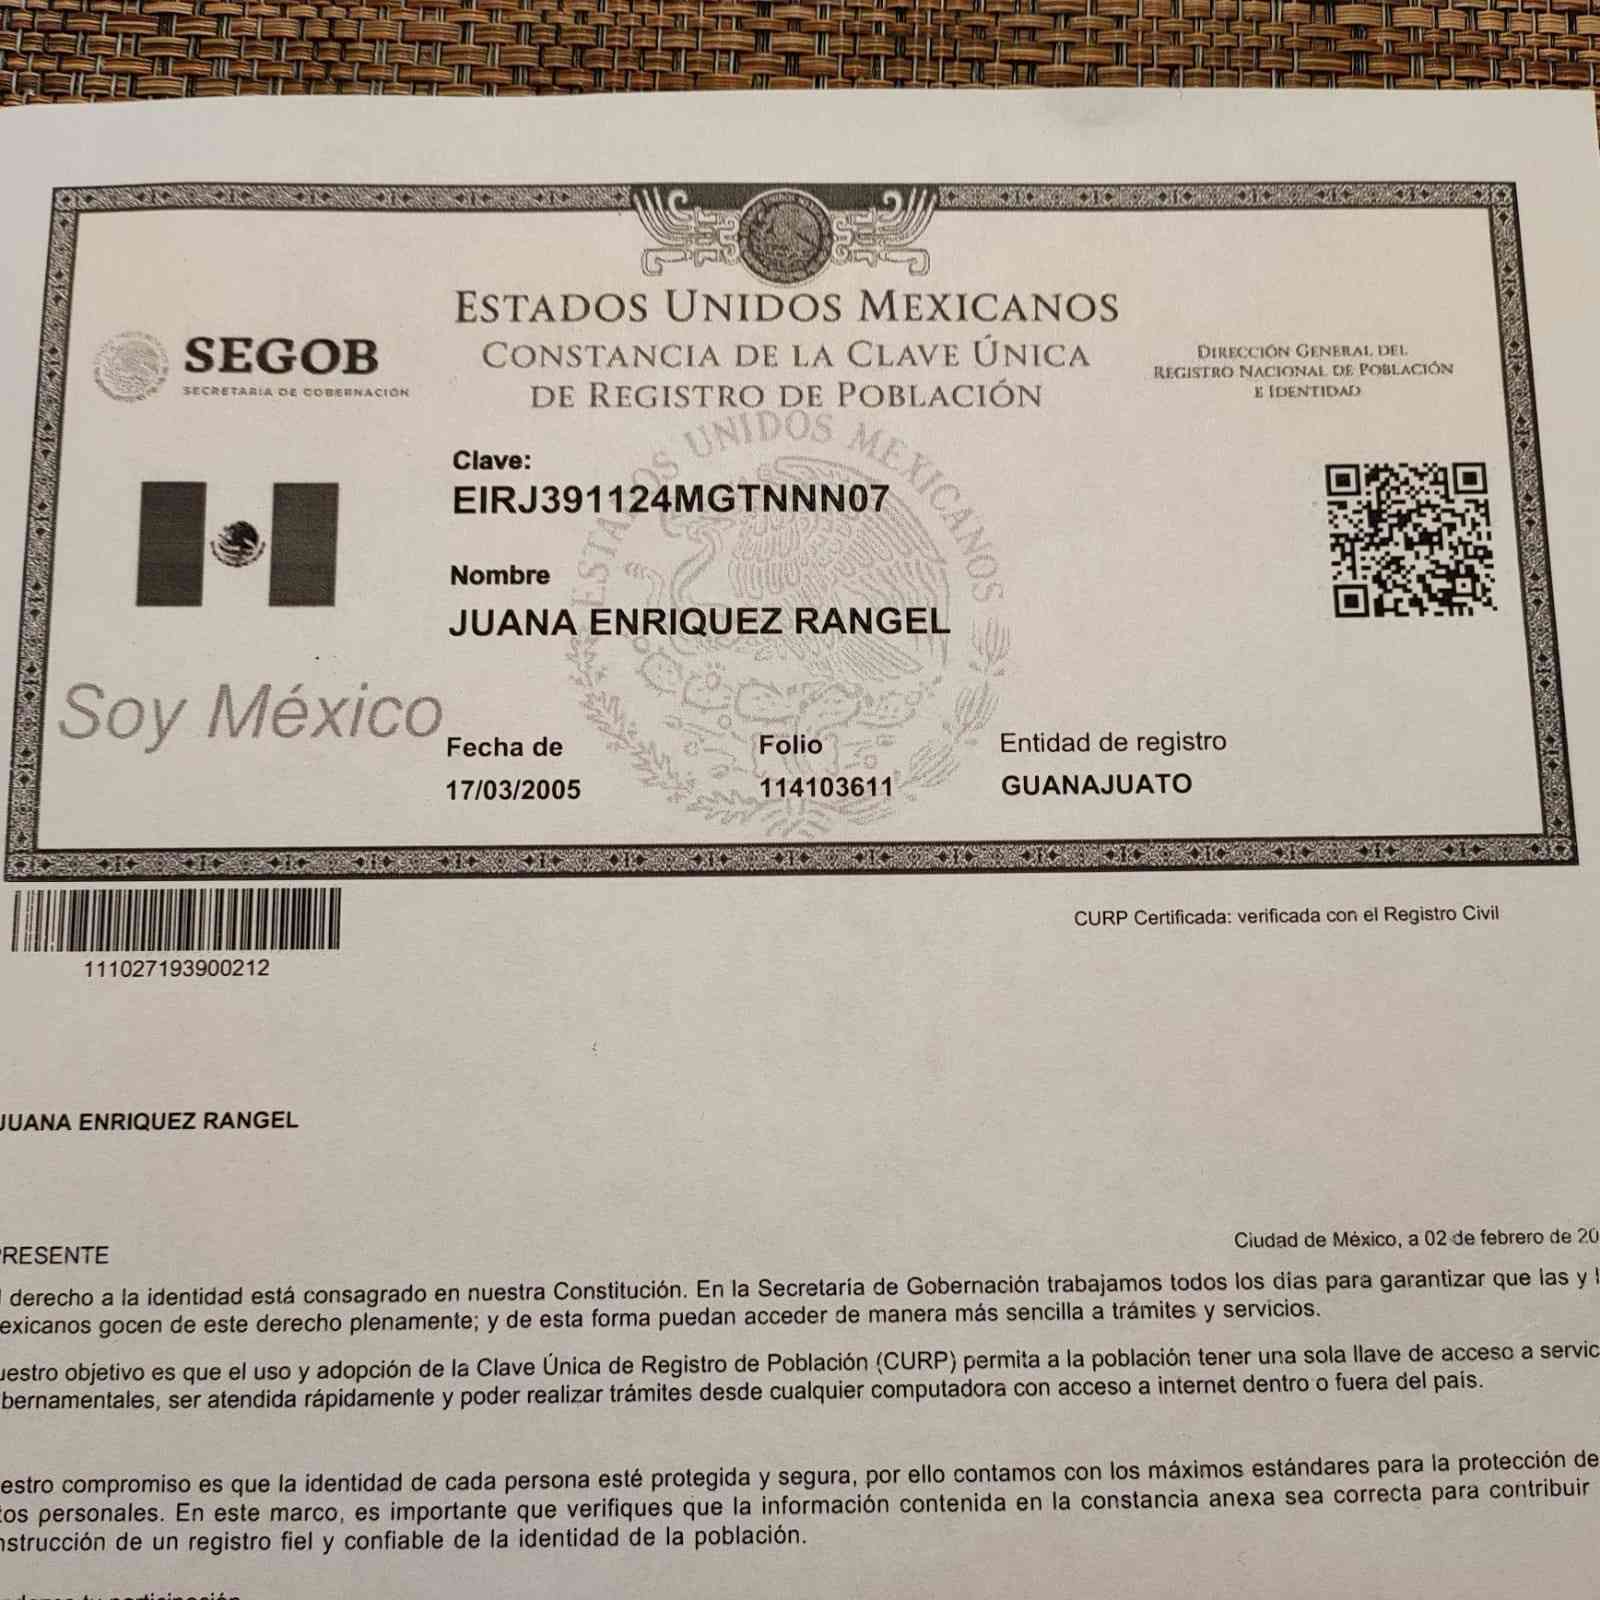 ESTADOS UNIDOS MEXICANOS
CONSTANCIA DE LA CLAVE ÚNICA
DE REGISTRO DE POBLACIÓN
SEGOB
SECRETARIA DE GOBERNACIÓN
DIRECCIÓN GENERAL DEL
REGISTRO NACIONAL DE POBLACIÓN
E IDENTIDAD
ESTADOS UNIDOS MEXICANOS
Clave:
EIRJ391124MGTNNN07
Nombre
JUANA ENRIQUEZ RANGEL
Soy México
Fecha de
17/03/2005
Folio
114103611
Entidad de registro
GUANAJUATO
111027193900212
CURP Certificada: verificada con el Registro Civil
JUANA ENRIQUEZ RANGEL
Ciudad de México, a 02 de febrero de 20
PRESENTE
l derecho a la identidad está consagrado en nuestra Constitución. En la Secretaría de Gobernación trabajamos todos los días para garantizar que las y l
exicanos gocen de este derecho plenamente; y de esta forma puedan acceder de manera más sencilla a trámites y servicios.
uestro objetivo es que el uso y adopción de la Clave Única de Registro de Población (CURP) permita a la población tener una sola llave de acceso a servic
bernamentales, ser atendida rápidamente y poder realizar trámites desde cualquier computadora con acceso a internet dentro o fuera del país.
estro compromiso es que la identidad de cada persona esté protegida y segura, por ello contamos con los máximos estándares para la protección de
tos personales. En este marco, es importante que verifiques que la información contenida en la constancia anexa sea correcta para contribuir
nstrucción de un registro fiel y confiable de la identidad de la población.
tu participación